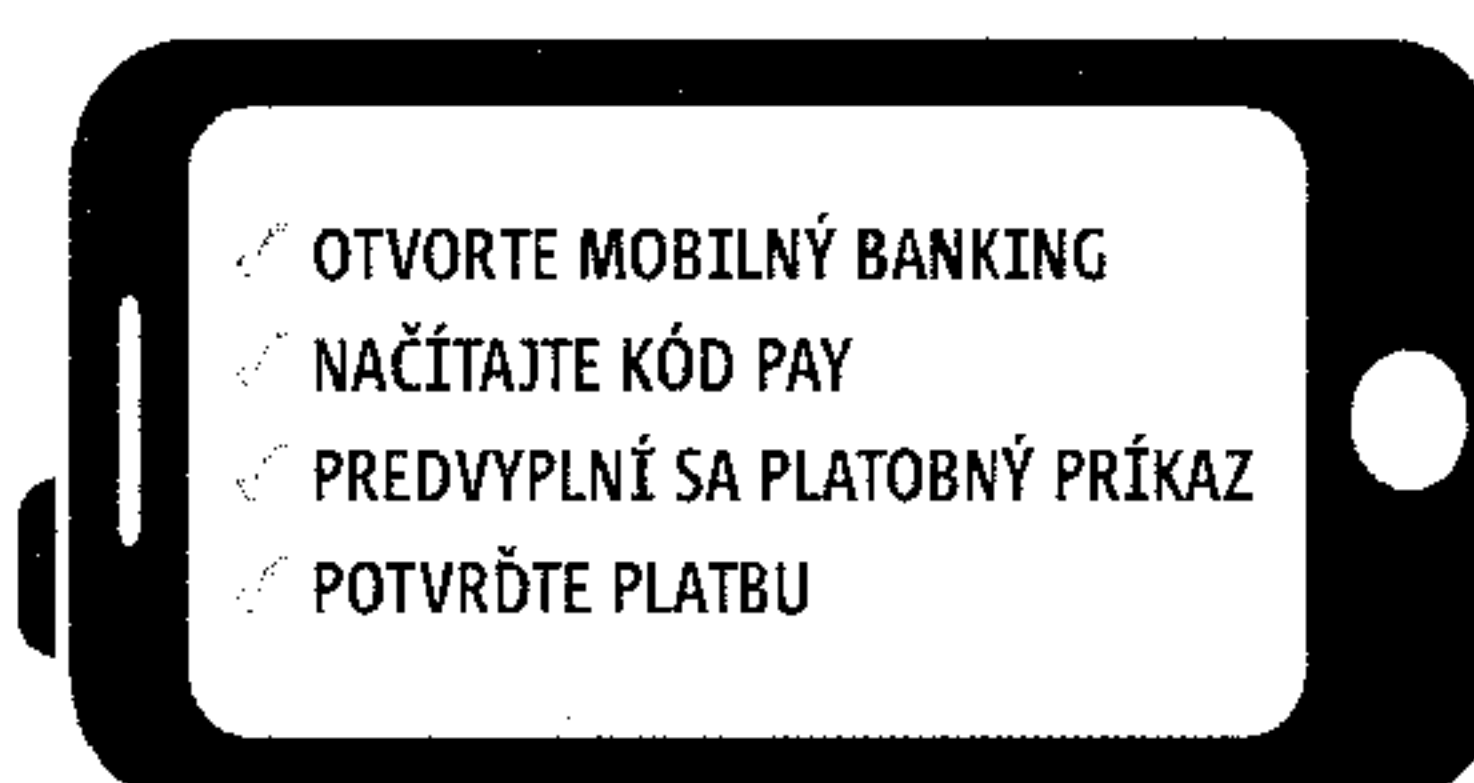 OTVORTE MOBILNÝ BANKING
NAČÍTAJTE KÓD PAY
PREDVYPLNÍ SA PLATOBNÝ PRÍKAZ
POTVRĎTE PLATBU